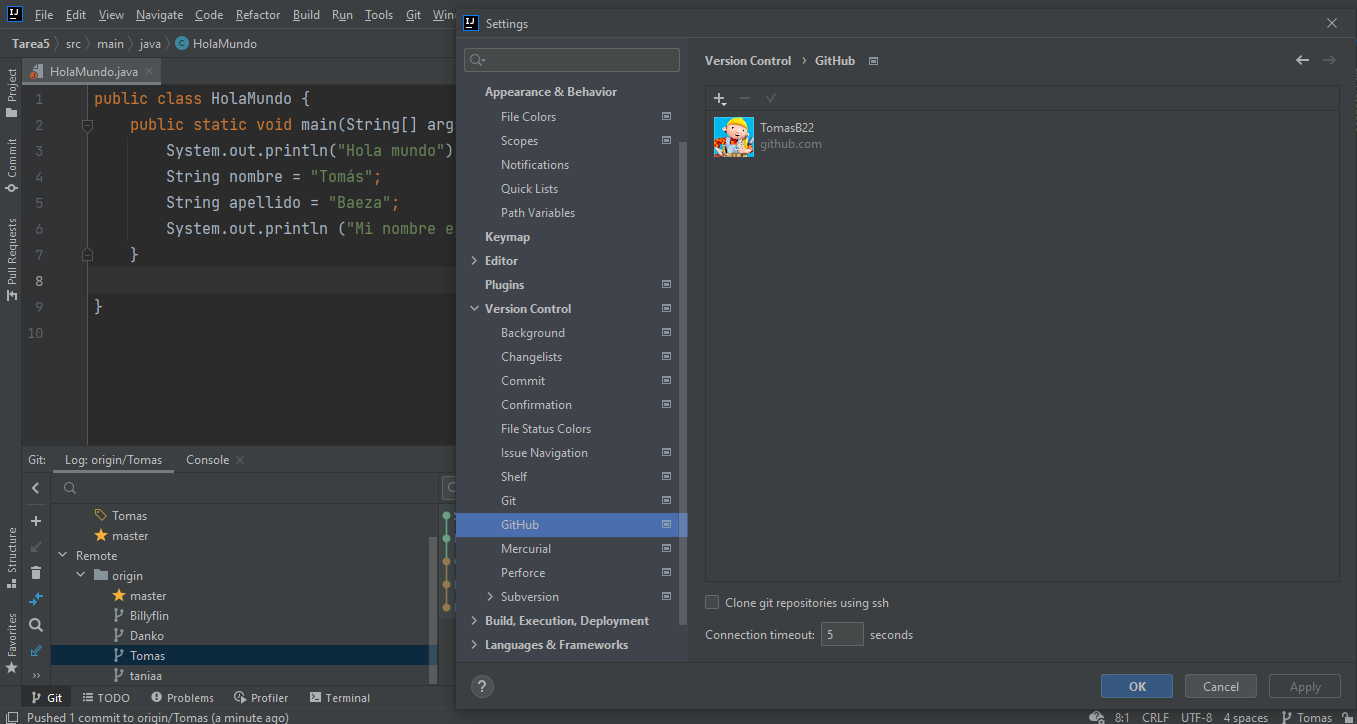 File Edit View Navigate Code Refactor Build Run Tools Git
Settings
Tarea5 src main java HolaMundo
HolaMundo.java
Project
Commit
Pull Requests
Structure
Favorites
1 public class HolaMundo {
2 public static void main(String[]
3 System.out.println("Hola mundo")
4 String nombre = "Tomás";
5 String apellido = "Baeza";
6 System.out.println ("Mi nombre
7 }
8
9 }
10
Git: Log: origin/Tomas Console
Tomas
master
Remote
origin
master
Billyflin
Danko
Tomas
taniaa
Appearance & Behavior
File Colors
Scopes
Notifications
Quick Lists
Path Variables
Keymap
Editor
Plugins
Version Control
Background
Changelists
Commit
Confirmation
File Status Colors
Issue Navigation
Shelf
Git
GitHub
Mercurial
Perforce
Subversion
Build, Execution, Deployment
Languages & Frameworks
Version Control › GitHub
TomasB22
github.com
Clone git repositories using ssh
Connection timeout: 5 seconds
? OK Cancel Apply
Git TODO Problems Profiler Terminal
Pushed 1 commit to origin/Tomas (a minute ago) 8:1 CRLF UTF-8 4 spaces Tomas